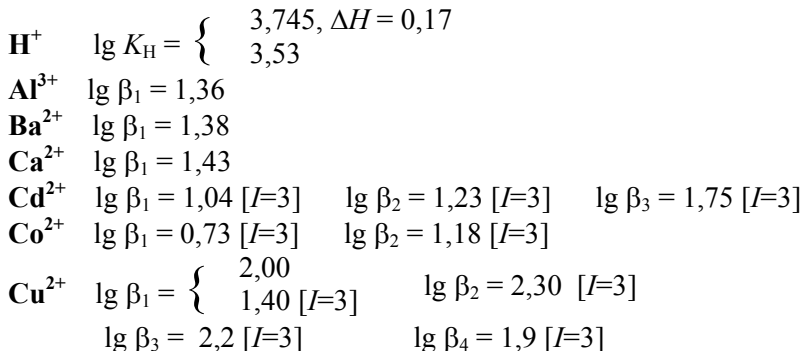 H⁺ lg K_H = { 3,745, ΔH = 0,17
3,53
Al³⁺ lg β₁ = 1,36
Ba²⁺ lg β₁ = 1,38
Ca²⁺ lg β₁ = 1,43
Cd²⁺ lg β₁ = 1,04 [I=3] lg β₂ = 1,23 [I=3] lg β₃ = 1,75 [I=3]
Co²⁺ lg β₁ = 0,73 [I=3] lg β₂ = 1,18 [I=3]
Cu²⁺ lg β₁ = { 2,00
1,40 [I=3] lg β₂ = 2,30 [I=3]
lg β₃ = 2,2 [I=3] lg β₄ = 1,9 [I=3]